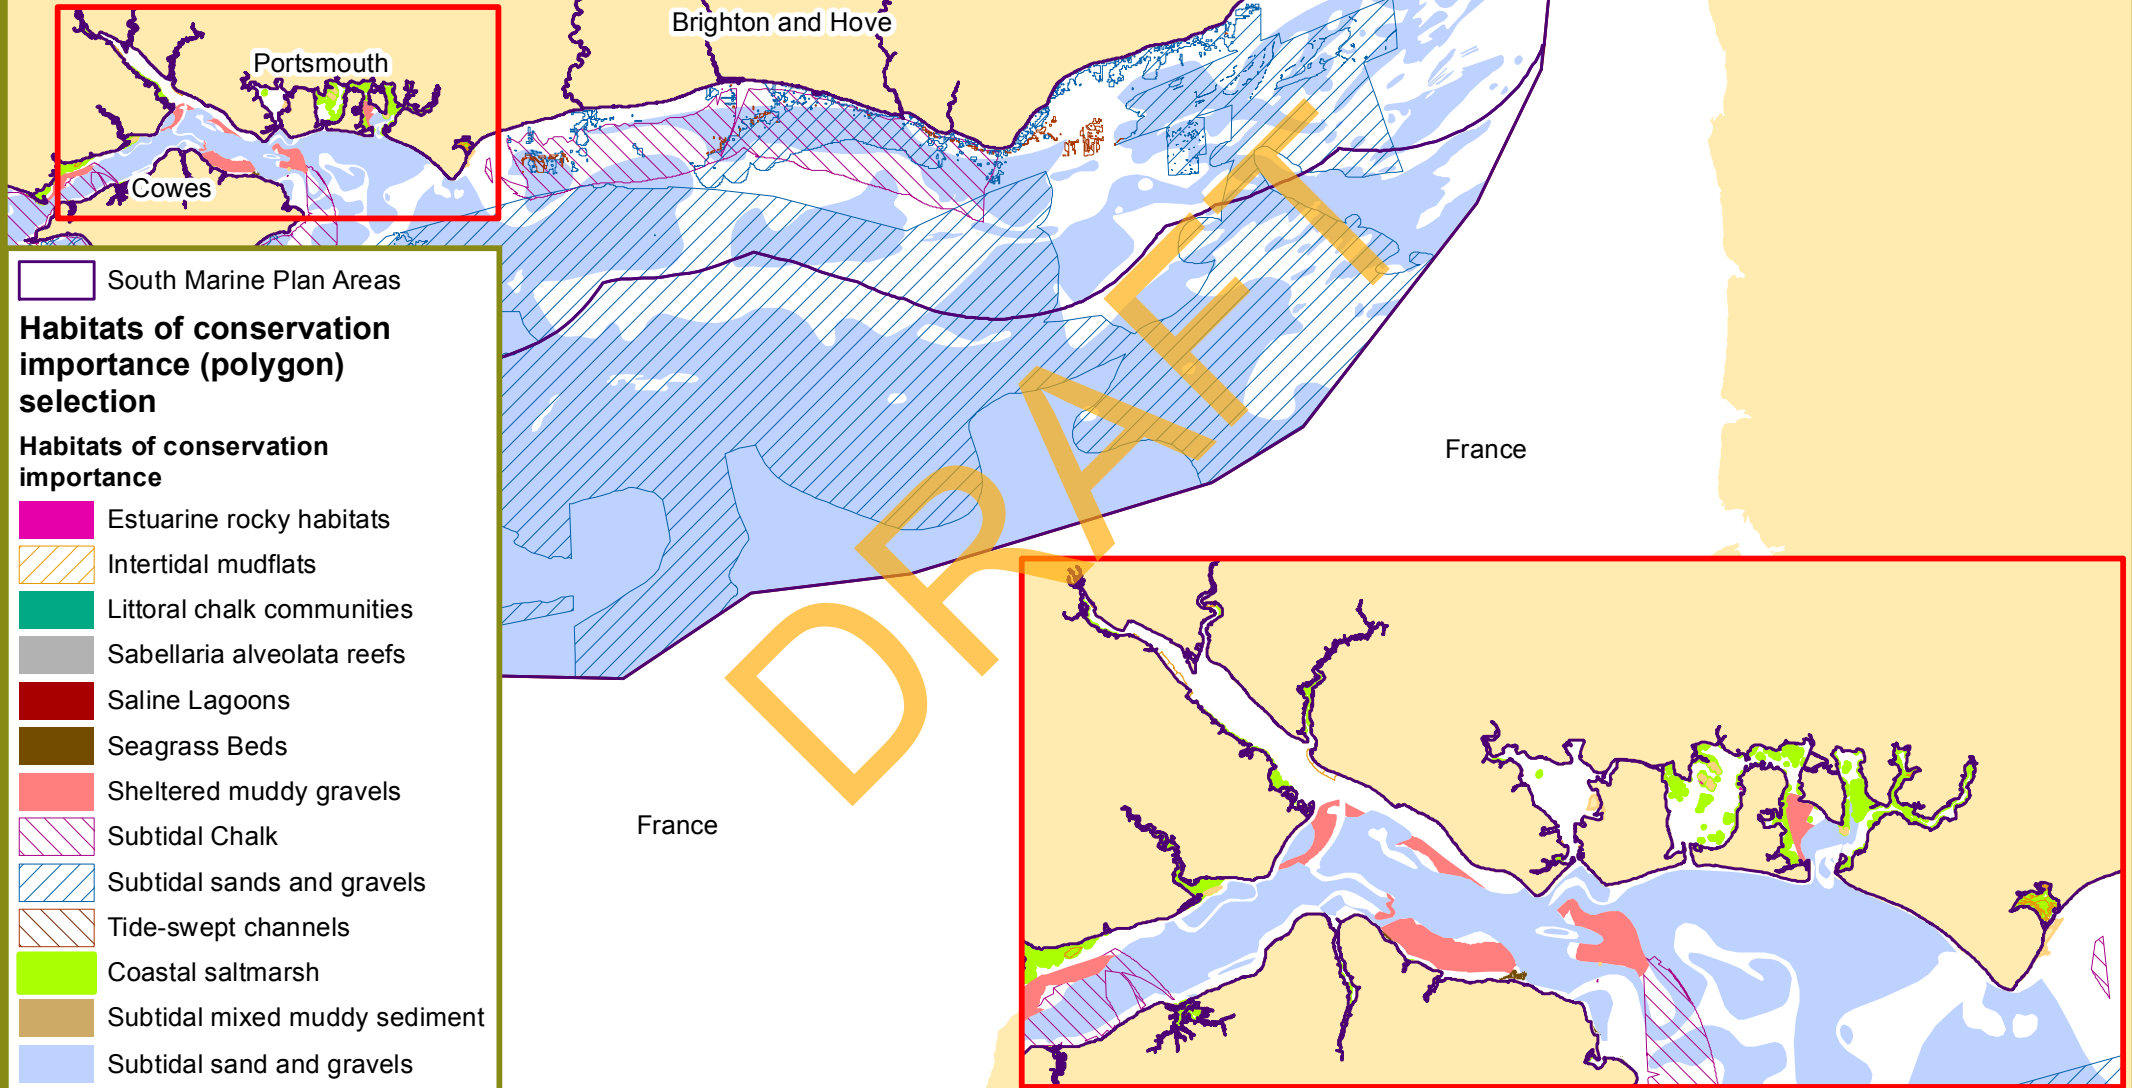 Brighton and Hove
Portsmouth
Cowes
South Marine Plan Areas
Habitats of conservation
importance (polygon)
selection
Habitats of conservation
importance
Estuarine rocky habitats
Intertidal mudflats
Littoral chalk communities
Sabellaria alveolata reefs
Saline Lagoons
Seagrass Beds
Sheltered muddy gravels
Subtidal Chalk
Subtidal sands and gravels
Tide-swept channels
Coastal saltmarsh
Subtidal mixed muddy sediment
Subtidal sand and gravels
France
France
DRAFT